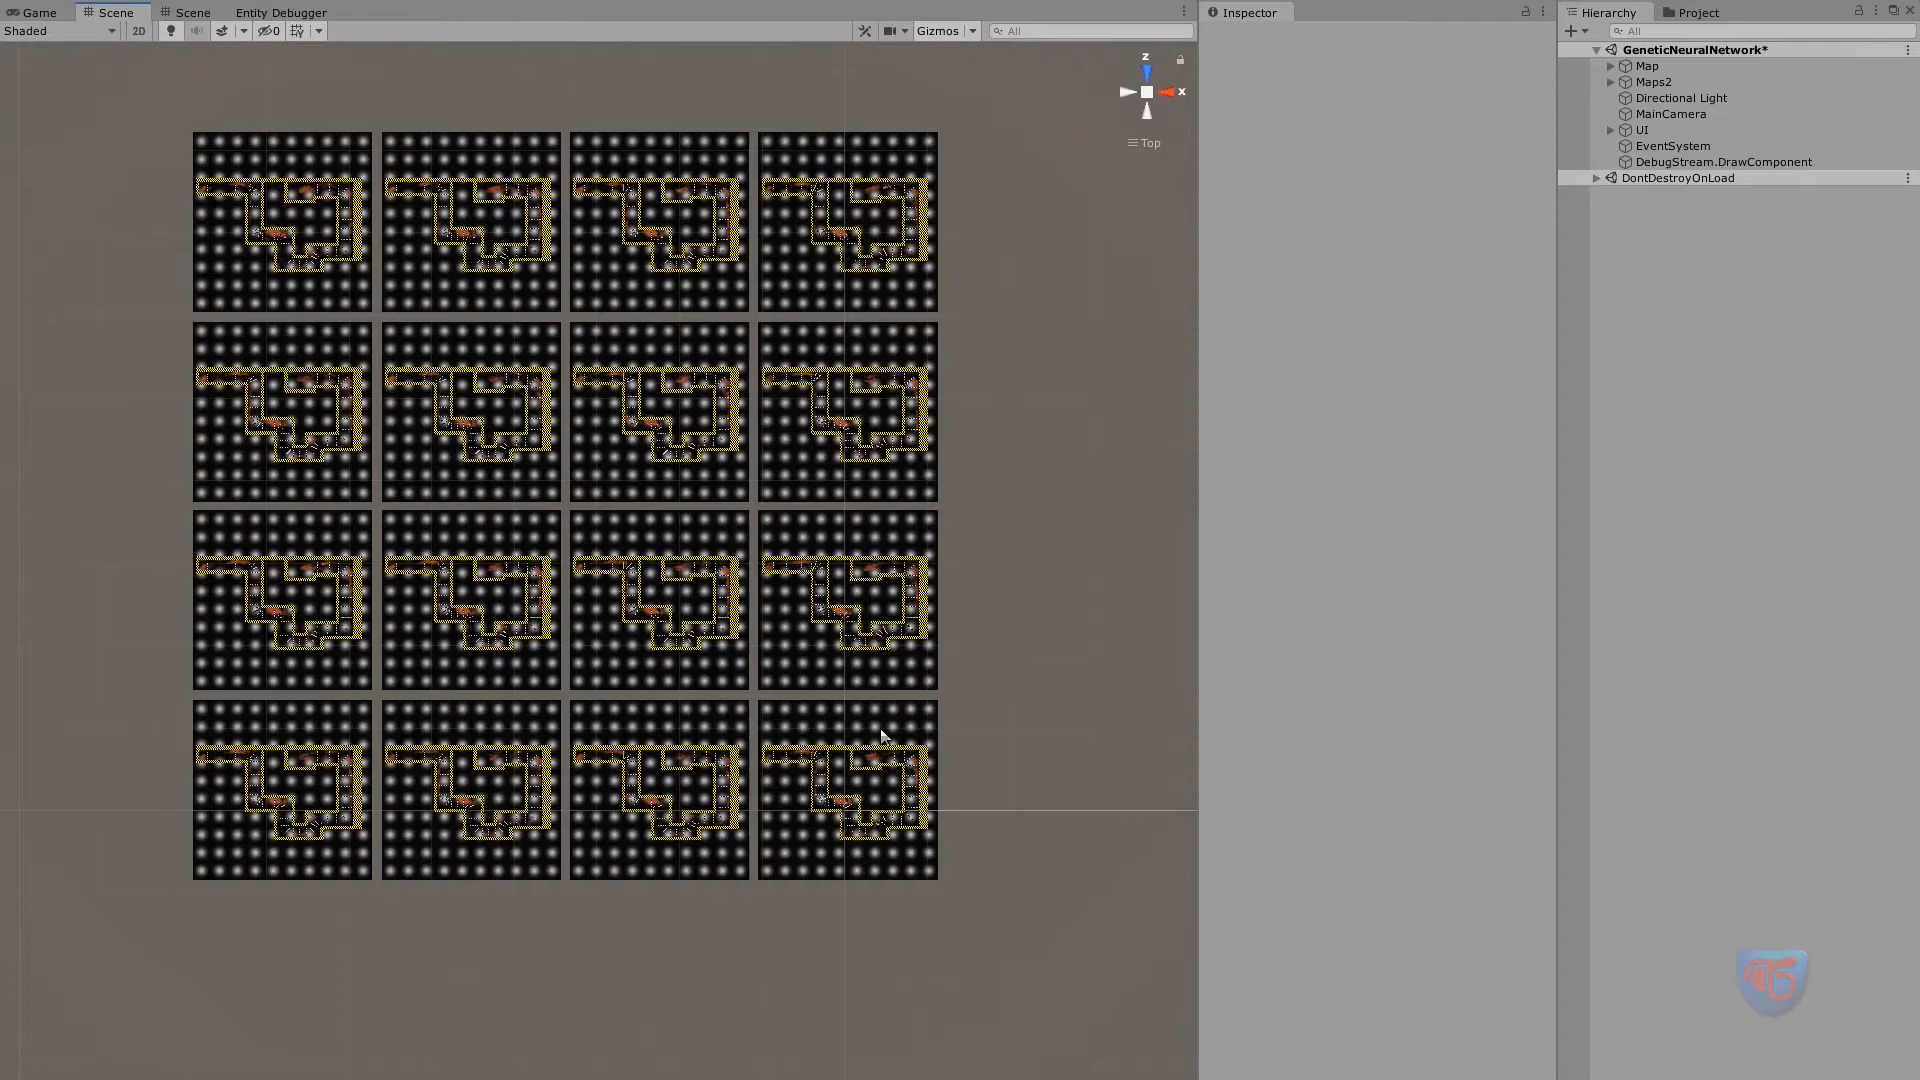 Game Scene Scene Entity Debugger
Shaded 2D 0 Gizmos All
z
x
Top
Inspector
Hierarchy Project
All
GeneticNeuralNetwork*
Map
Maps2
Directional Light
MainCamera
UI
EventSystem
DebugStream.DrawComponent
DontDestroyOnLoad